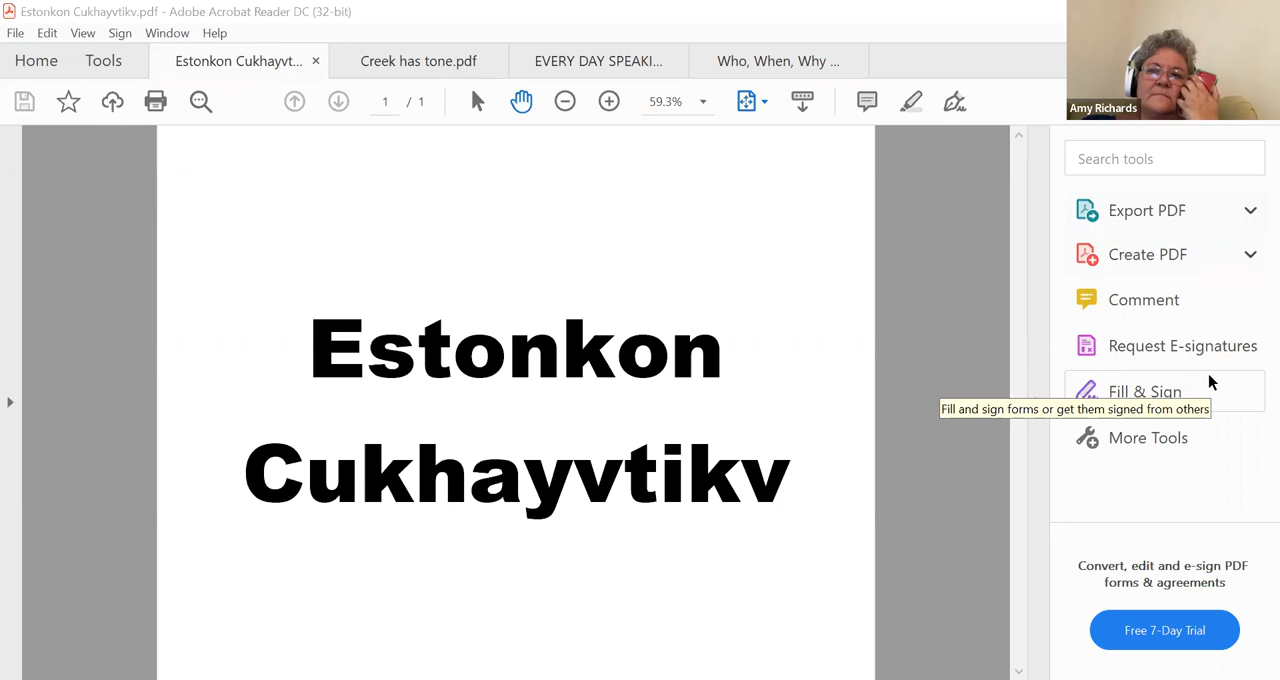 Estonkon Cukhayvtikv.pdf - Adobe Acrobat Reader DC (32-bit)
File Edit View Sign Window Help
Home Tools Estonkon Cukhayvt... × Creek has tone.pdf EVERY DAY SPEAKI... Who, When, Why ...
1 / 1 59.3%
Amy Richards
Search tools
Export PDF
Create PDF
Comment
Request E-signatures
Fill & Sign
Fill and sign forms or get them signed from others
More Tools
Convert, edit and e-sign PDF
forms & agreements
Free 7-Day Trial
Estonkon
Cukhayvtikv